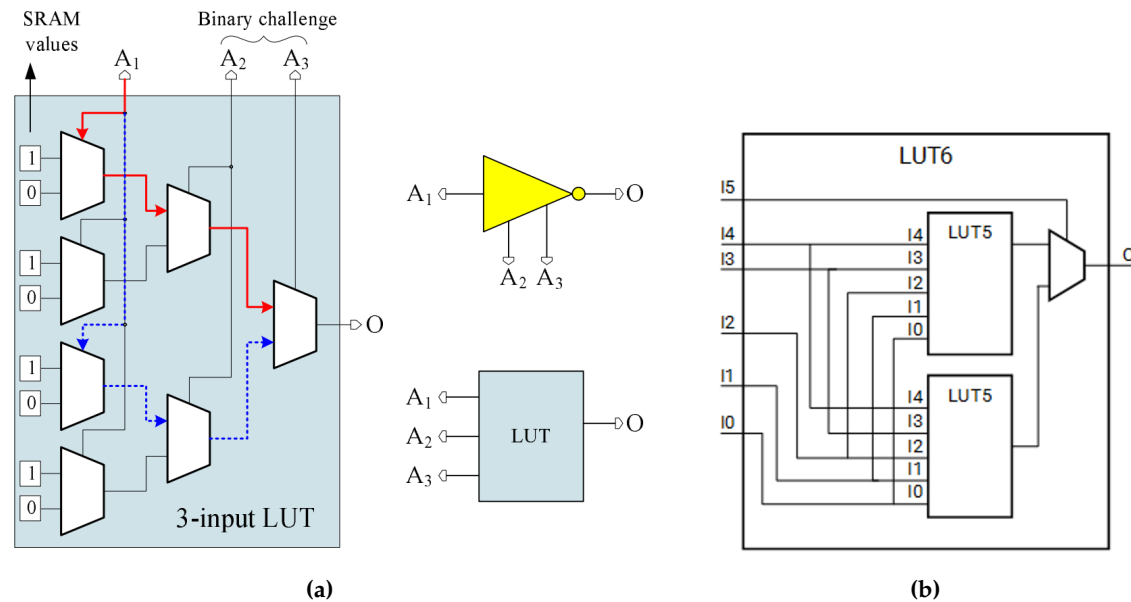 SRAM
values
Binary challenge
A1
A2
A3
1
0
1
0
1
0
1
0
O
3-input LUT
A1
O
A2
A3
A1
A2
A3
LUT
O
(a)
LUT6
I5
I4
I3
I2
I1
I0
LUT5
I4
I3
I2
I1
I0
LUT5
I4
I3
I2
I1
I0
(b)